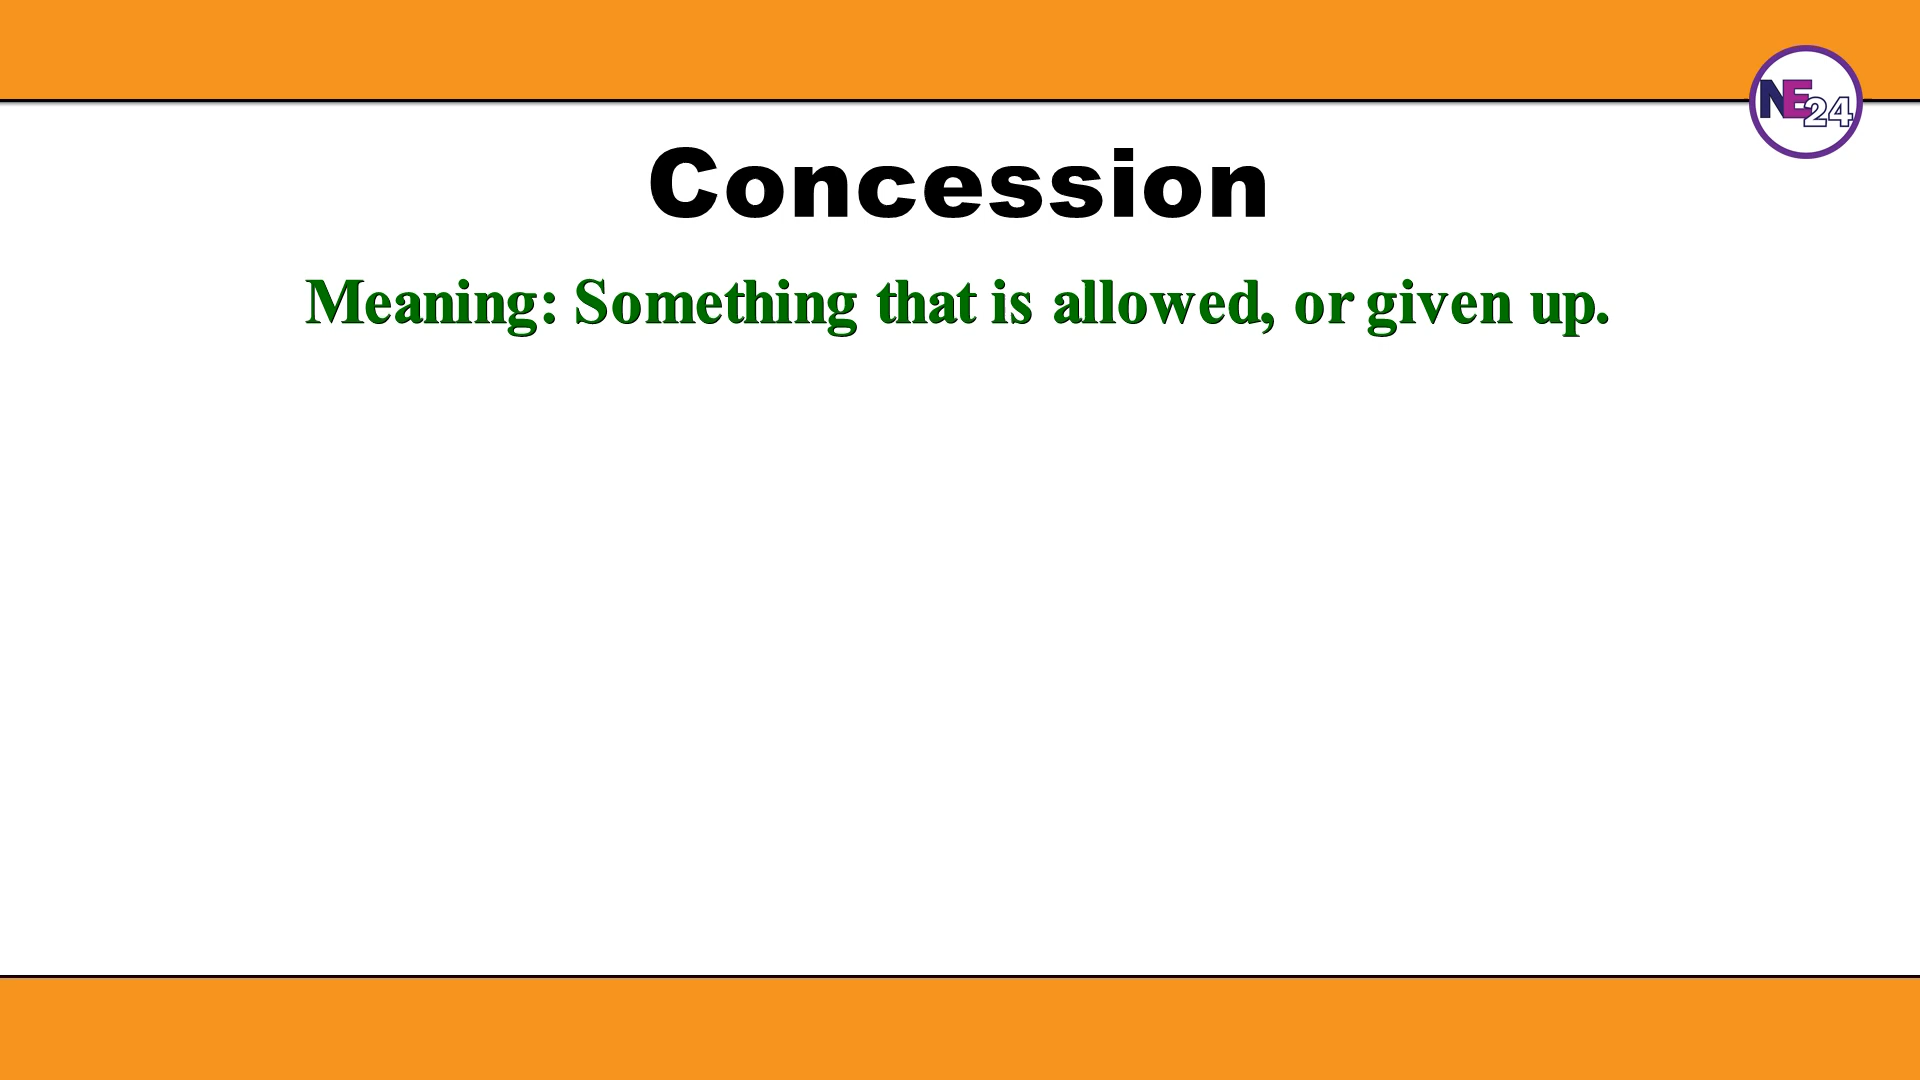 NE24
Concession
Meaning: Something that is allowed, or given up.